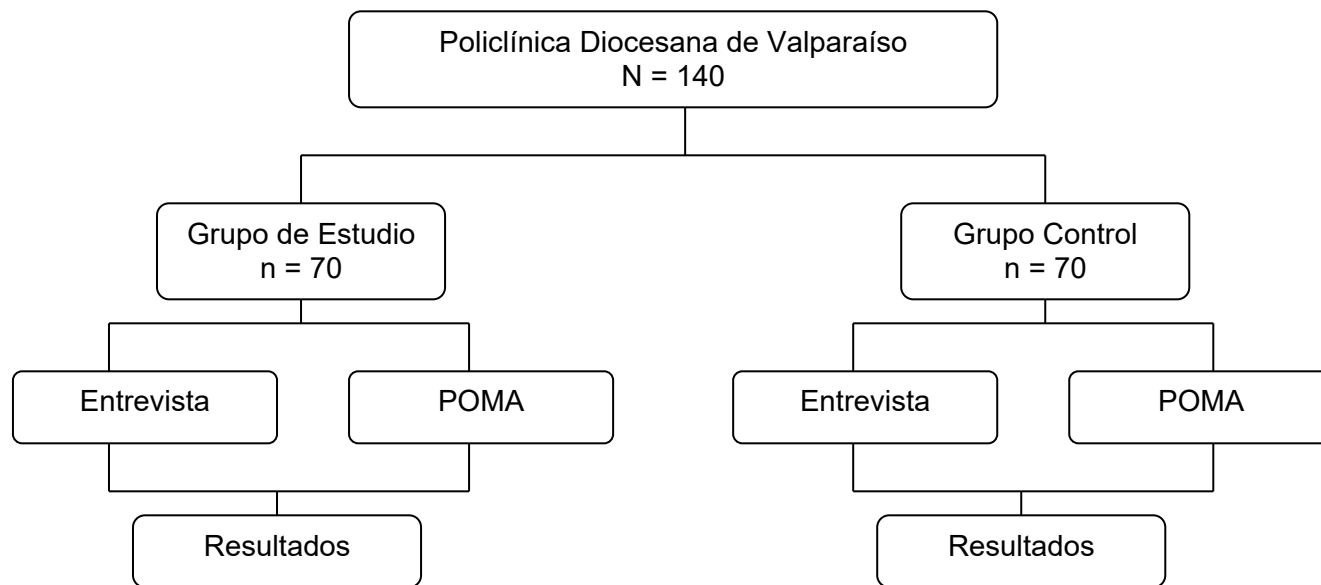 Policlínica Diocesana de Valparaíso
N = 140
Grupo de Estudio
n = 70
Grupo Control
n = 70
Entrevista
POMA
Entrevista
POMA
Resultados
Resultados